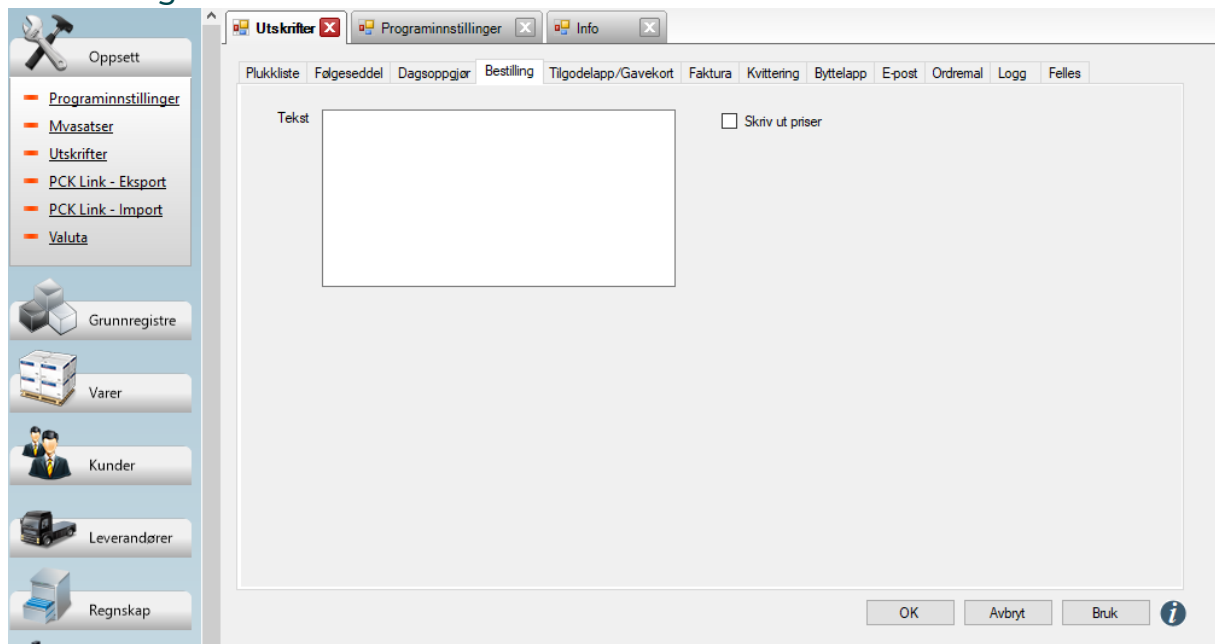 Utskrifter Programinnstillinger Info
Oppsett
Plukkliste Følgeseddel Dagsoppgjør Bestilling Tilgodelapp/Gavekort Faktura Kvittering Byttelapp E-post Ordremal Logg Felles
Programinnstillinger
Mvasatser
Utskrifter
PCK Link - Eksport
PCK Link - Import
Valuta
Tekst
Skriv ut priser
Grunnregistre
Varer
Kunder
Leverandører
Regnskap
OK Avbryt Bruk